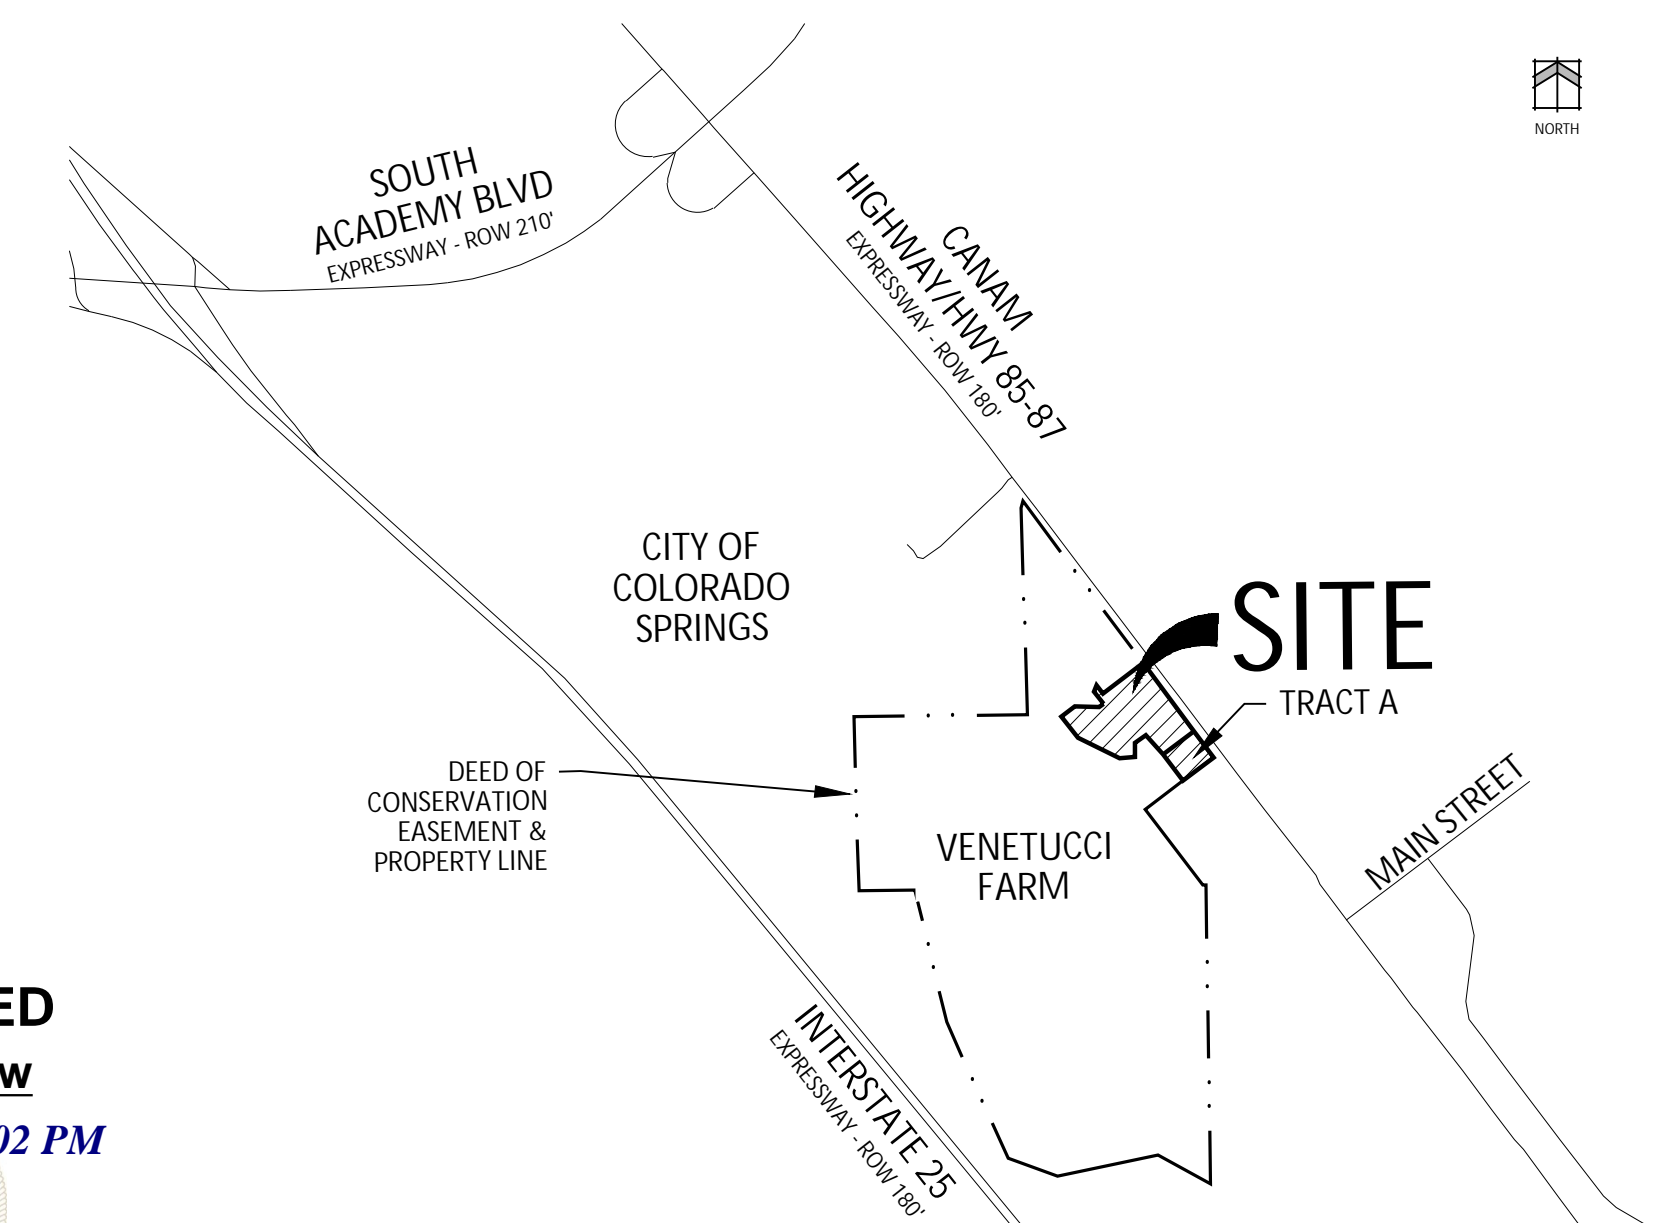 NORTH
SOUTH
ACADEMY BLVD
EXPRESSWAY - ROW 210'
CANAM
HIGHWAY/HWY 85-87
EXPRESSWAY - ROW 180'
CITY OF
COLORADO
SPRINGS
SITE
TRACT A
DEED OF
CONSERVATION
EASEMENT &
PROPERTY LINE
VENETUCCI
FARM
MAIN STREET
INTERSTATE 25
EXPRESSWAY - ROW 180'
ED
w
02 PM